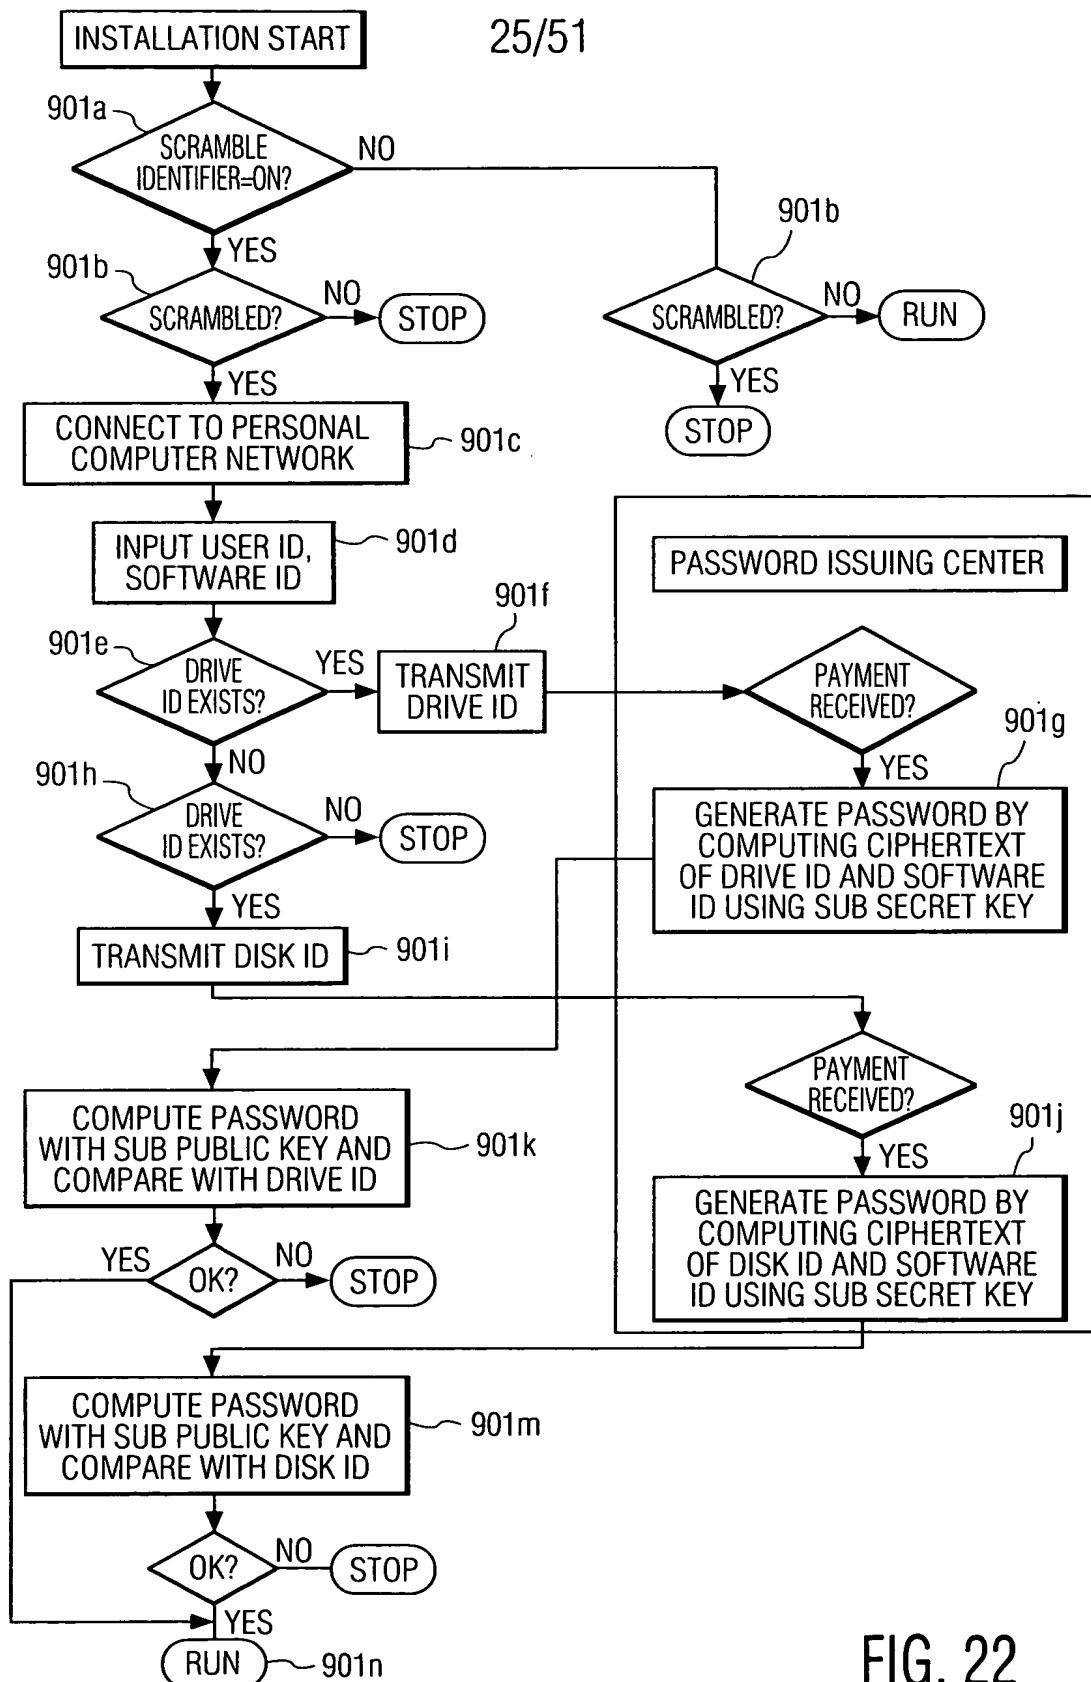 25/51
INSTALLATION START
901a
SCRAMBLE
IDENTIFIER=ON?
NO
YES
901b
SCRAMBLED?
NO
STOP
YES
901b
SCRAMBLED?
NO
RUN
YES
STOP
CONNECT TO PERSONAL
COMPUTER NETWORK
901c
INPUT USER ID,
SOFTWARE ID
901d
901e
DRIVE
ID EXISTS?
YES
901f
TRANSMIT
DRIVE ID
NO
PASSWORD ISSUING CENTER
PAYMENT
RECEIVED?
YES
901g
GENERATE PASSWORD BY
COMPUTING CIPHERTEXT
OF DRIVE ID AND SOFTWARE
ID USING SUB SECRET KEY
901h
DRIVE
ID EXISTS?
NO
STOP
YES
TRANSMIT DISK ID
901i
PAYMENT
RECEIVED?
YES
901j
GENERATE PASSWORD BY
COMPUTING CIPHERTEXT
OF DISK ID AND SOFTWARE
ID USING SUB SECRET KEY
COMPUTE PASSWORD
WITH SUB PUBLIC KEY AND
COMPARE WITH DRIVE ID
901k
YES
OK?
NO
STOP
COMPUTE PASSWORD
WITH SUB PUBLIC KEY AND
COMPARE WITH DISK ID
901m
OK?
NO
STOP
YES
RUN
901n
FIG. 22